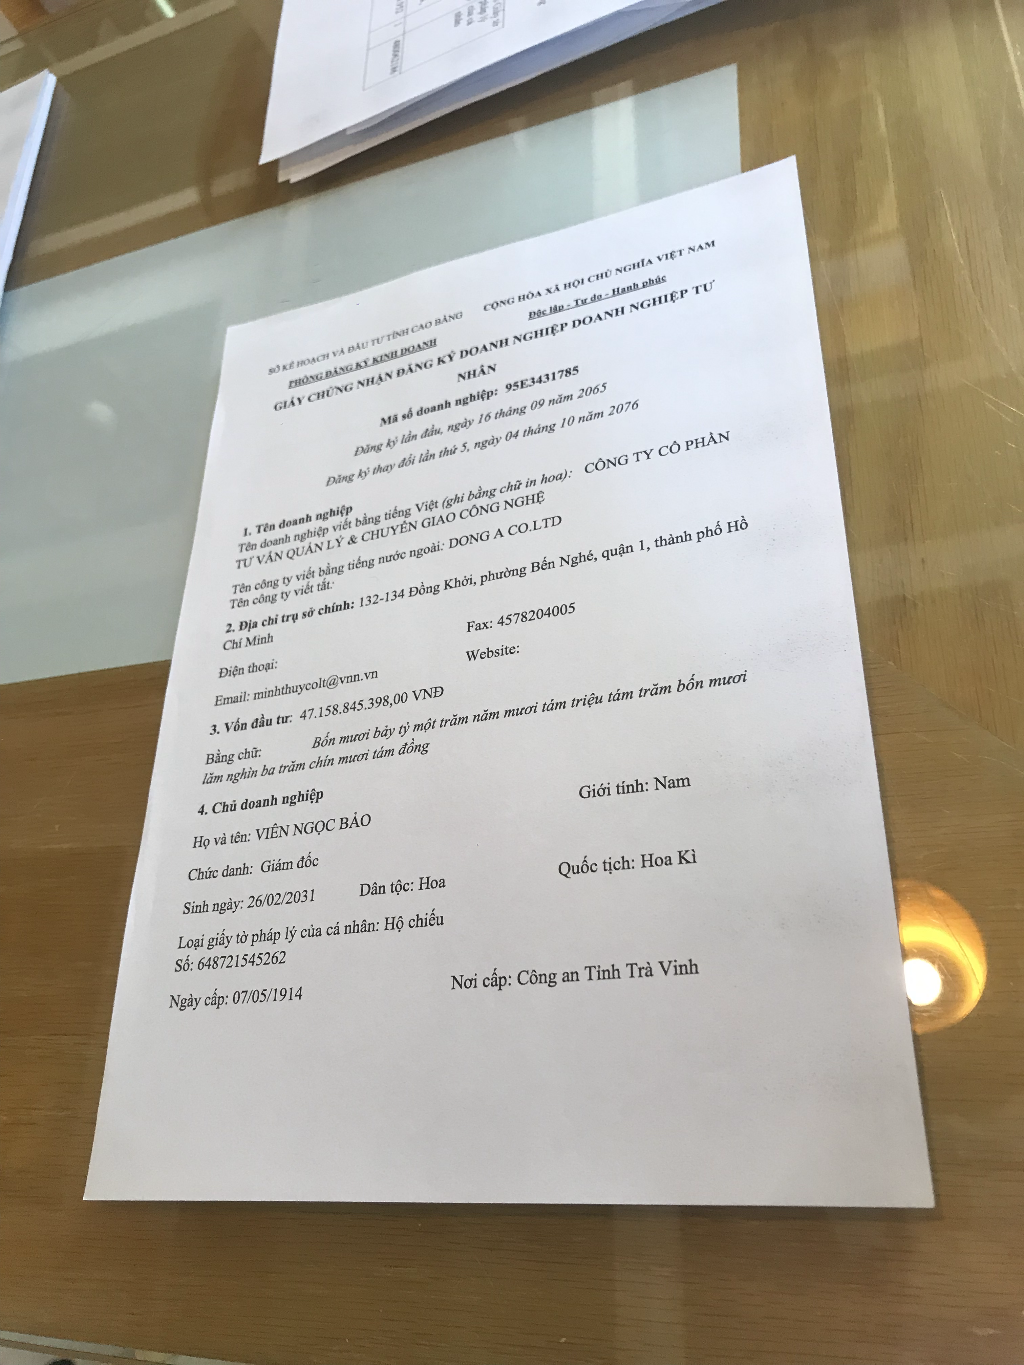 SỞ KẾ HOẠCH VÀ ĐẦU TƯ TỈNH CAO BẰNG
CỘNG HÒA XÃ HỘI CHỦ NGHĨA VIỆT NAM
PHÒNG ĐĂNG KÝ KINH DOANH
Độc lập - Tự do - Hạnh phúc
GIẤY CHỨNG NHẬN ĐĂNG KÝ DOANH NGHIỆP DOANH NGHIỆP TƯ
NHÂN
Mã số doanh nghiệp: 95E3431785
Đăng ký lần đầu, ngày 16 tháng 09 năm 2065
Đăng ký thay đổi lần thứ 5, ngày 04 tháng 10 năm 2076
1. Tên doanh nghiệp
Tên doanh nghiệp viết bằng tiếng Việt (ghi bằng chữ in hoa): CÔNG TY CỔ PHẦN
TƯ VẤN QUẢN LÝ & CHUYỂN GIAO CÔNG NGHỆ
Tên công ty viết bằng tiếng nước ngoài: DONG A CO.LTD
Tên công ty viết tắt:
2. Địa chỉ trụ sở chính: 132-134 Đồng Khởi, phường Bến Nghé, quận 1, thành phố Hồ
Chí Minh
Điện thoại:
Fax: 4578204005
Email: minhthuycolt@vnn.vn
Website:
3. Vốn đầu tư: 47.158.845.398,00 VNĐ
Bằng chữ: Bốn mươi bảy tỷ một trăm năm mươi tám triệu tám trăm bốn mươi
lăm nghìn ba trăm chín mươi tám đồng
4. Chủ doanh nghiệp
Họ và tên: VIÊN NGỌC BẢO
Giới tính: Nam
Chức danh: Giám đốc
Sinh ngày: 26/02/2031
Dân tộc: Hoa
Quốc tịch: Hoa Kì
Loại giấy tờ pháp lý của cá nhân: Hộ chiếu
Số: 648721545262
Ngày cấp: 07/05/1914
Nơi cấp: Công an Tỉnh Trà Vinh